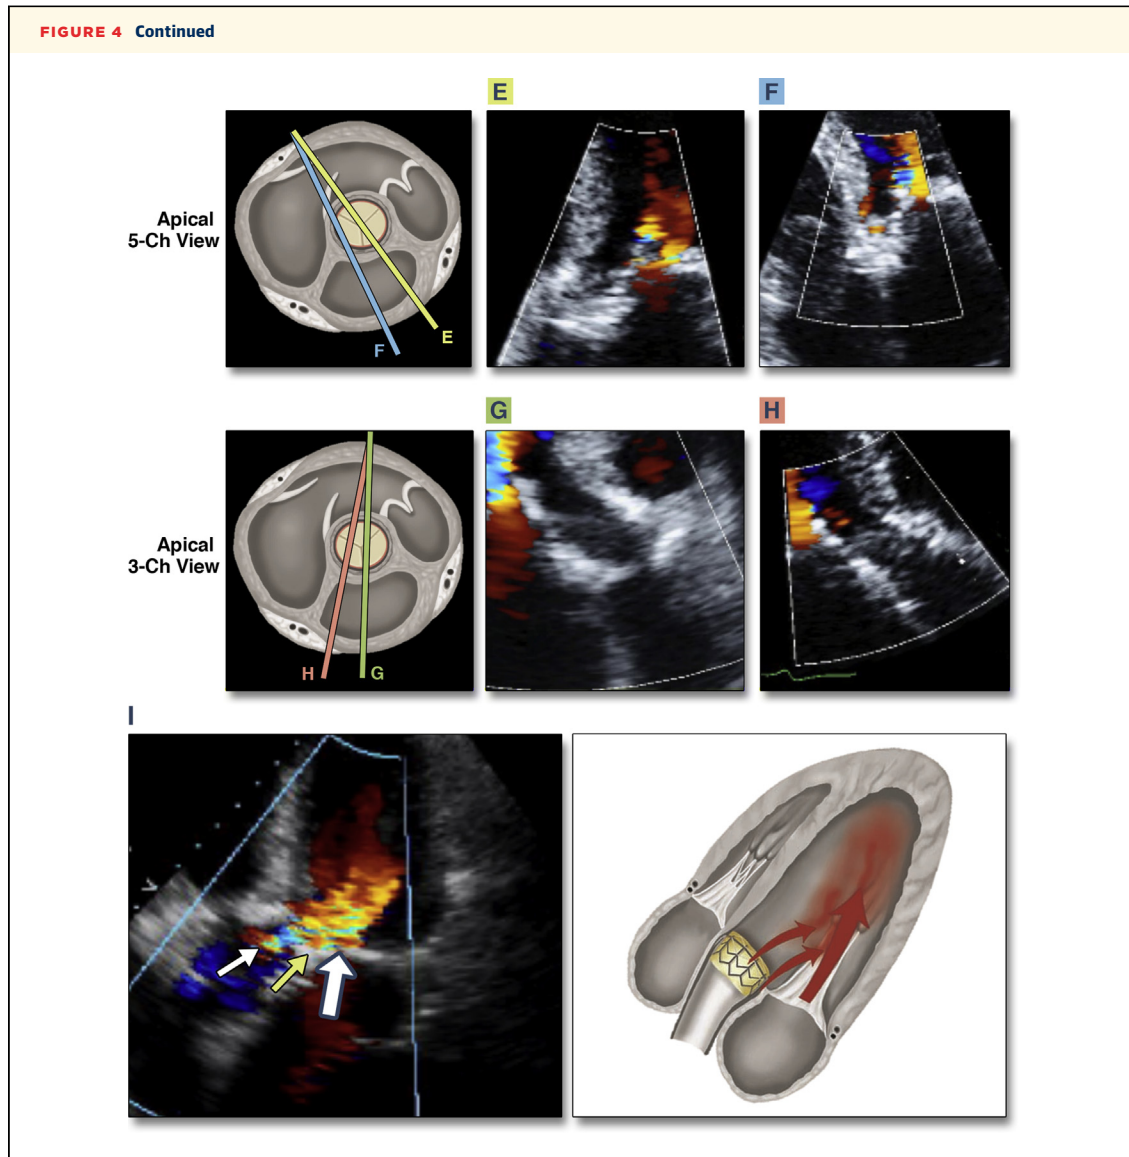 FIGURE 4 Continued
E
F
Apical
5-Ch View
F
E
G
H
Apical
3-Ch View
H
G
I